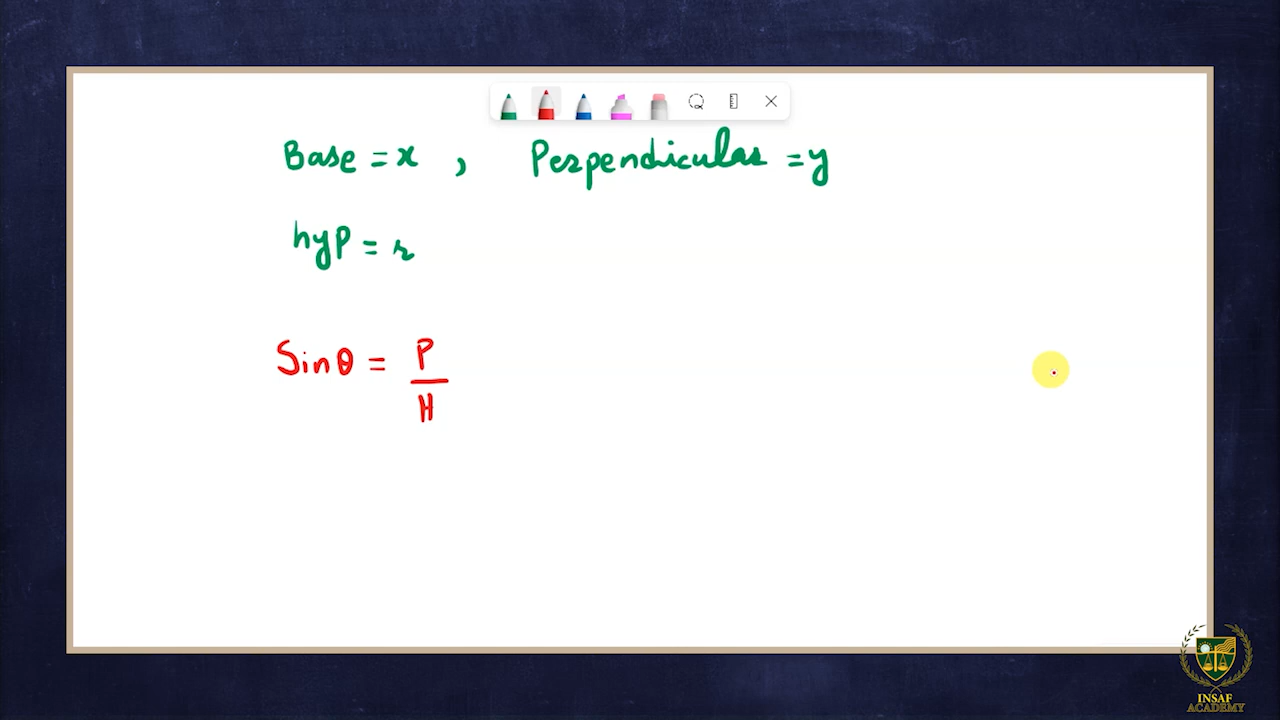 Base = x , Perpendicular = y
hyp = r
Sinθ = P
H
INSAF
ACADEMY